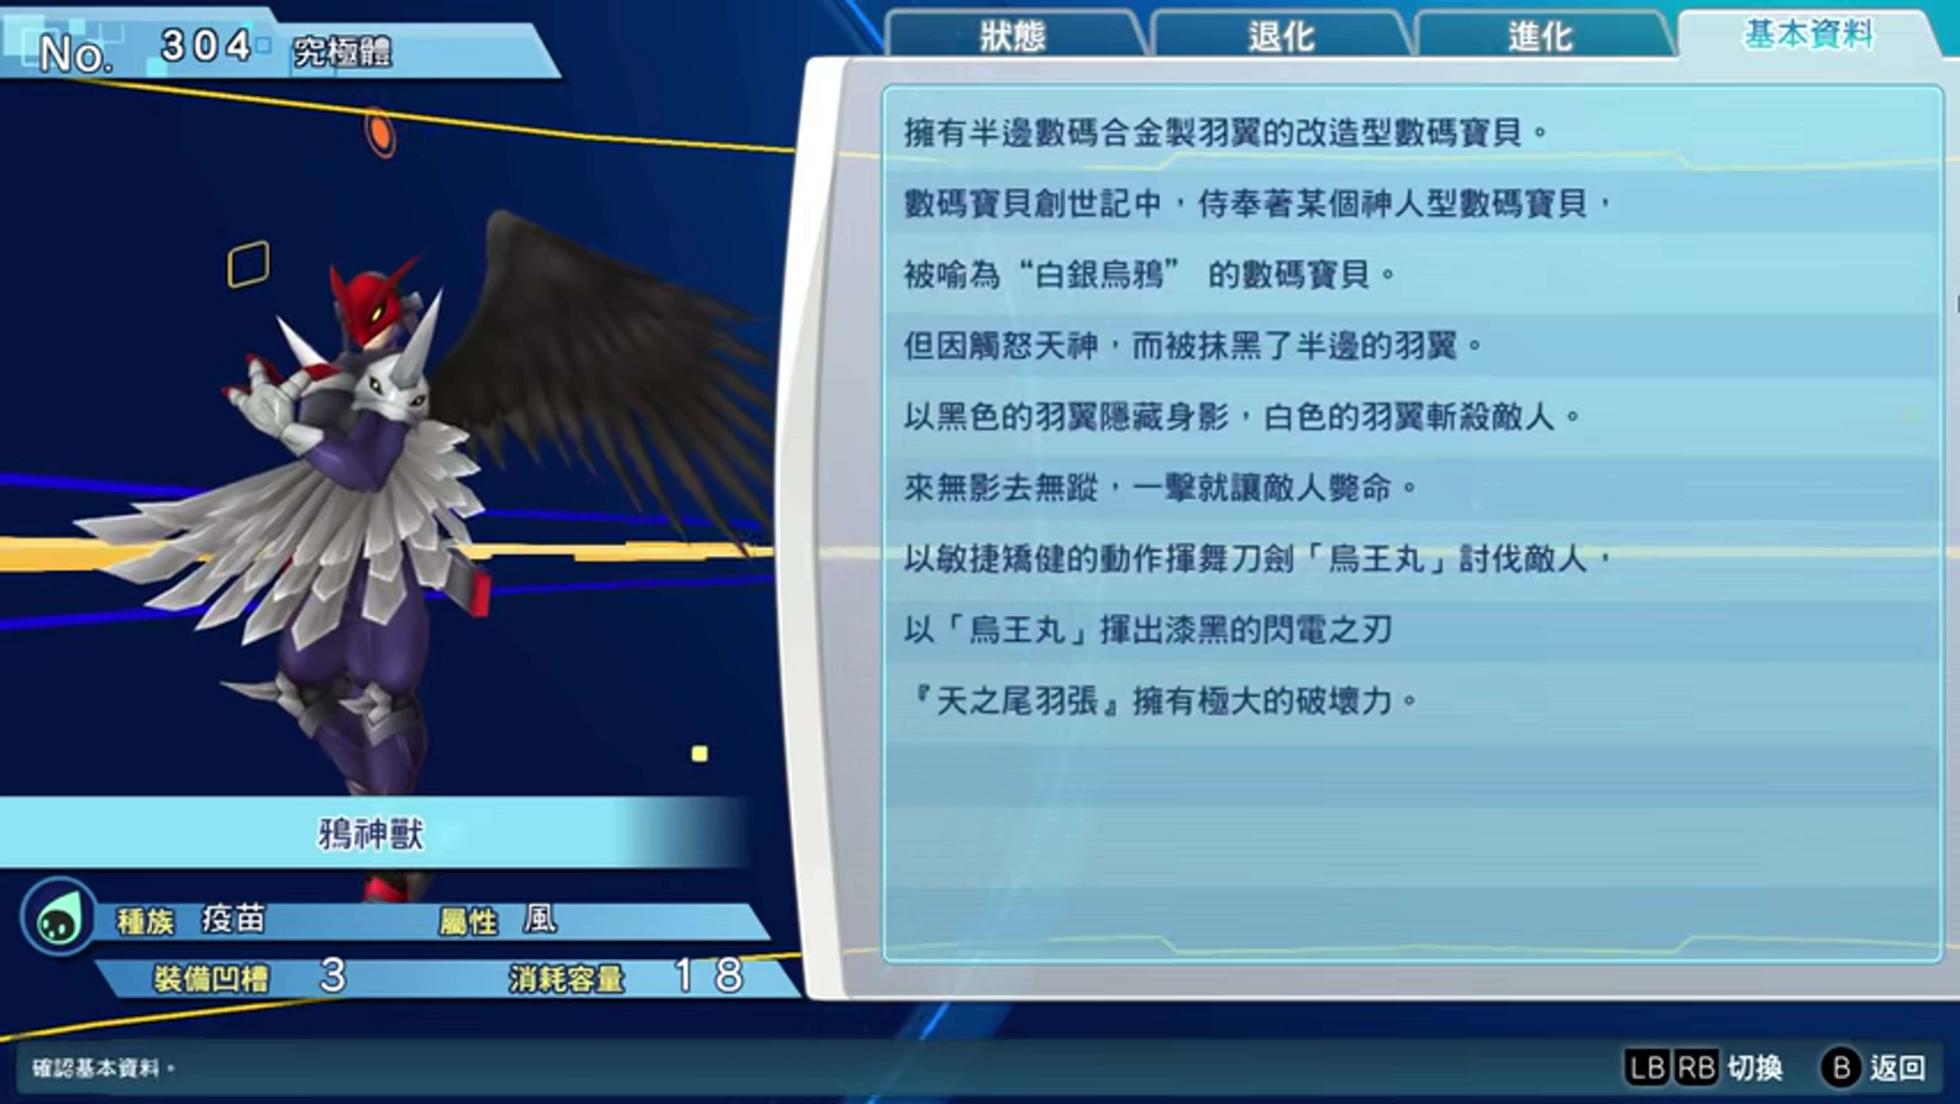 No. 304 究極體
狀態 退化 進化 基本資料
擁有半邊數碼合金製羽翼的改造型數碼寶貝。
數碼寶貝創世記中，侍奉著某個神人型數碼寶貝，
被喻為“白銀烏鴉” 的數碼寶貝。
但因觸怒天神，而被抹黑了半邊的羽翼。
以黑色的羽翼隱藏身影，白色的羽翼斬殺敵人。
來無影去無蹤，一擊就讓敵人斃命。
以敏捷矯健的動作揮舞刀劍「烏王丸」討伐敵人，
以「烏王丸」揮出漆黑的閃電之刃
『天之尾羽張』擁有極大的破壞力。
鴉神獸
種族 疫苗 屬性 風
裝備凹槽 3 消耗容量 18
確認基本資料。
LB RB 切換 B 返回